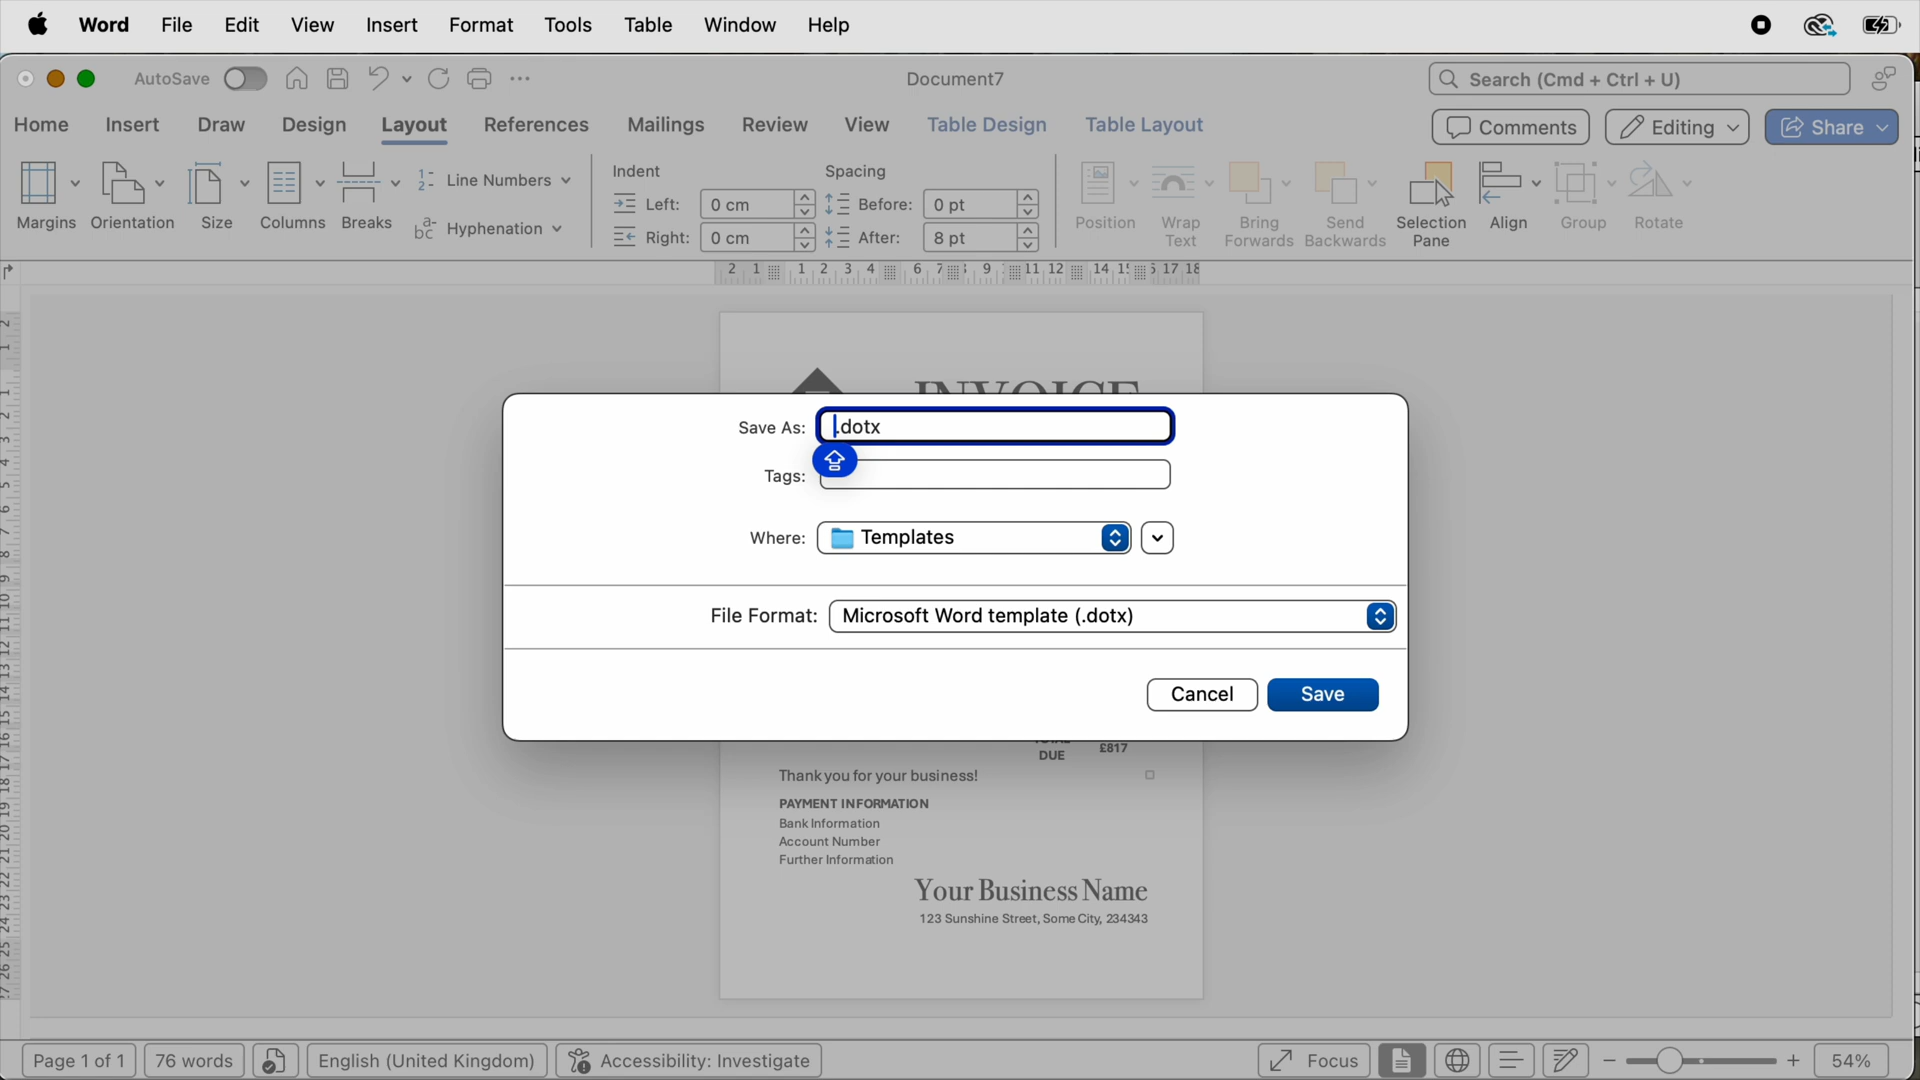 Word File Edit View Insert Format Tools Table Window Help
AutoSave Document7 Search (Cmd + Ctrl + U)
Home Insert Draw Design Layout References Mailings Review View Table Design Table Layout Comments Editing Share
Margins Orientation Size Columns Breaks
Line Numbers
Hyphenation
Indent
Left: 0 cm
Right: 0 cm
Spacing
Before: 0 pt
After: 8 pt
Position Wrap Text Bring Forwards Send Backwards Selection Pane Align Group Rotate
INVOICE
Save As: .dotx
Tags:
Where: Templates
File Format: Microsoft Word template (.dotx)
Cancel Save
DUE £817
Thank you for your business!
PAYMENT INFORMATION
Bank Information
Account Number
Further Information
Your Business Name
123 Sunshine Street, Some City, 234343
Page 1 of 1 76 words English (United Kingdom) Accessibility: Investigate Focus 54%